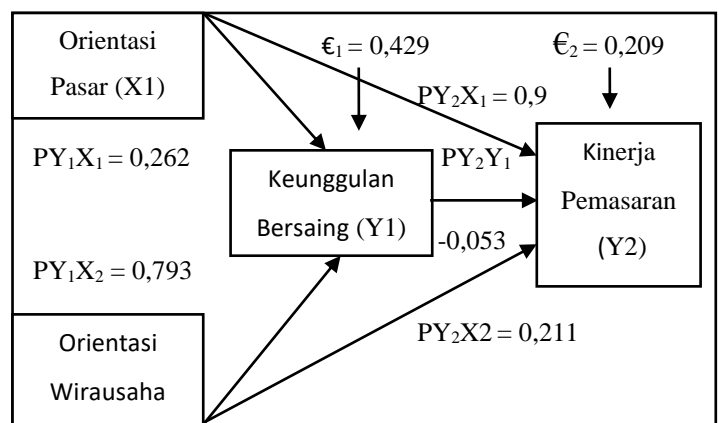 Orientasi
Pasar (X1)
€₁ = 0,429
€₂ = 0,209
PY₂X₁ = 0,9
PY₁X₁ = 0,262
Keunggulan
Bersaing (Y1)
PY₂Y₁
-0,053
Kinerja
Pemasaran
(Y2)
PY₁X₂ = 0,793
Orientasi
Wirausaha
PY₂X2 = 0,211